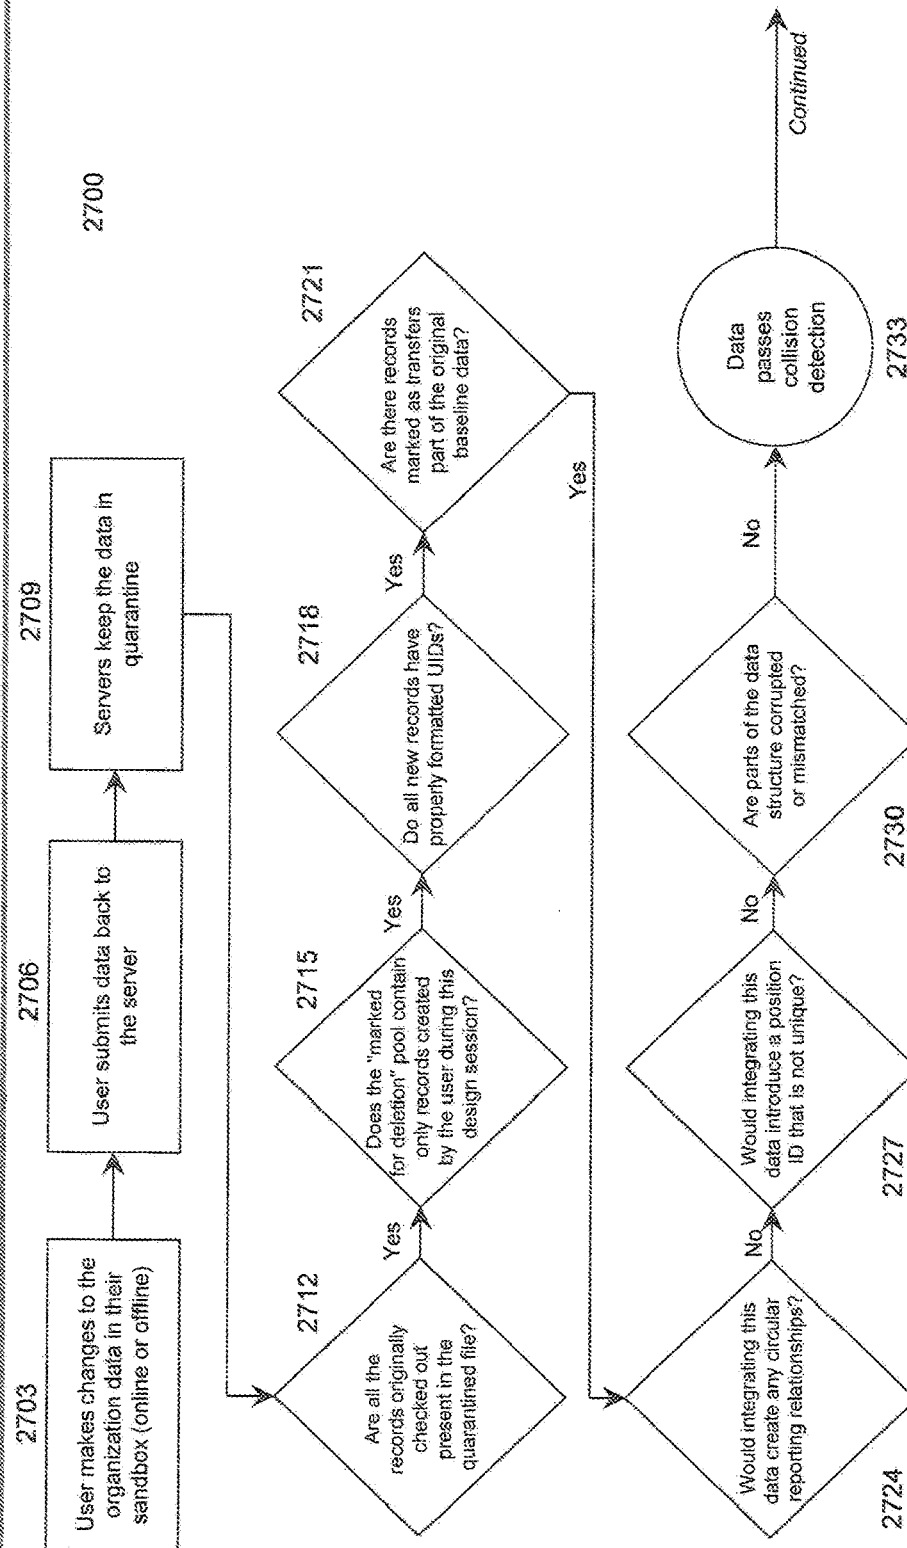 2700
2703
User makes changes to the
organization data in their
sandbox (online or offline)
2706
User submits data back to
the server
2709
Servers keep the data in
quarantine
2712
Are all the
records originally
checked out
present in the
quarantined file?
Yes
2715
Does the "marked
for deletion" pool contain
only records created
by the user during this
design session?
Yes
2718
Do all new records have
properly formatted UIDs?
Yes
2721
Are there records
marked as transfers
part of the original
baseline data?
Yes
2724
Would integrating this
data create any circular
reporting relationships?
No
2727
Would integrating this
data introduce a position
ID that is not unique?
No
2730
Are parts of the data
structure corrupted
or mismatched?
No
2733
Data
passes
collision
detection
Continued